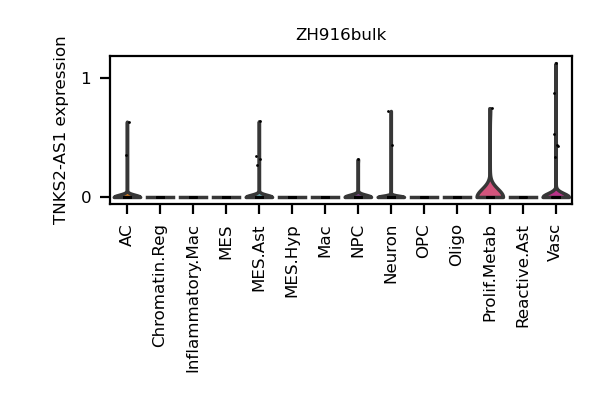 ZH916bulk
TNKS2-AS1 expression
1
0
AC
Chromatin.Reg
Inflammatory.Mac
MES
MES.Ast
MES.Hyp
Mac
NPC
Neuron
OPC
Oligo
Prolif.Metab
Reactive.Ast
Vasc